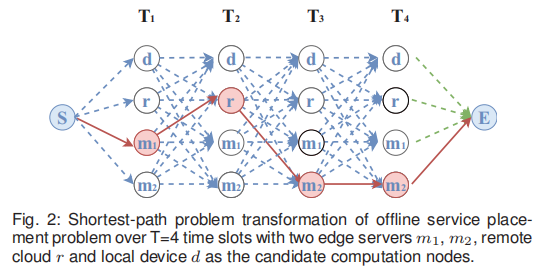 T1 T2 T3 T4
d d d d
r r r r
S E
m1 m1 m1 m1
m2 m2 m2 m2
Fig. 2: Shortest-path problem transformation of offline service place-
ment problem over T=4 time slots with two edge servers m1, m2, remote
cloud r and local device d as the candidate computation nodes.